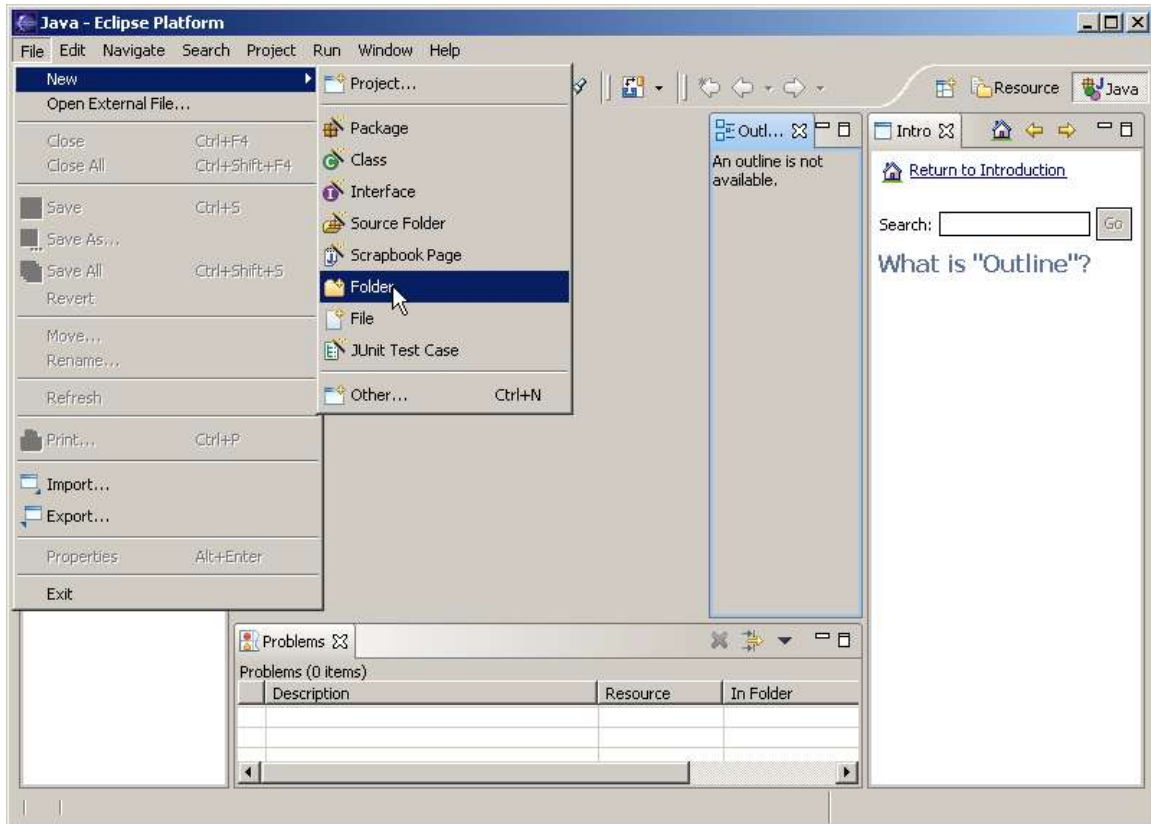 Java - Eclipse Platform
File Edit Navigate Search Project Run Window Help
Resource Java
New
Open External File...
Close Ctrl+F4
Close All Ctrl+Shift+F4
Save Ctrl+S
Save As...
Save All Ctrl+Shift+S
Revert
Move...
Rename...
Refresh
Print... Ctrl+P
Import...
Export...
Properties Alt+Enter
Exit
Project...
Package
Class
Interface
Source Folder
Scrapbook Page
Folder
File
JUnit Test Case
Other... Ctrl+N
Outl...
An outline is not
available.
Intro
Return to Introduction
Search: Go
What is "Outline"?
Problems
Problems (0 items)
Description Resource In Folder